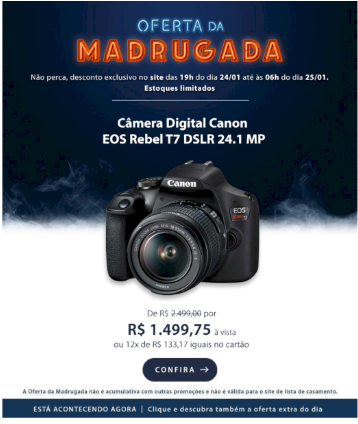 OFERTA DA
MADRUGADA
Não perca, desconto exclusivo no site das 19h do dia 24/01 até às 06h do dia 25/01.
Estoques limitados
Câmera Digital Canon
EOS Rebel T7 DSLR 24.1 MP
Canon
EOS
De R$ 2.499,00 por
R$ 1.499,75 à vista
ou 12x de R$ 133,17 iguais no cartão
CONFIRA →
A Oferta da Madrugada não é acumulativa com outras promoções e não é válida para o site de lista de casamento.
ESTÁ ACONTECENDO AGORA | Clique e descubra também a oferta extra do dia